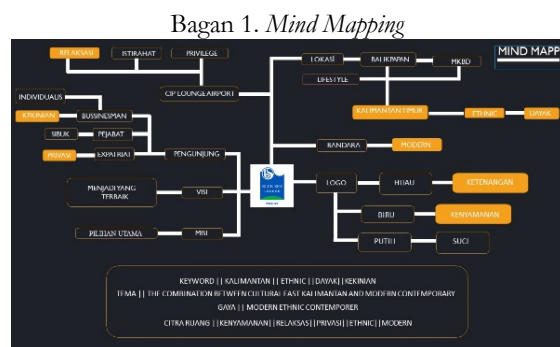 Bagan 1. Mind Mapping
MIND MAPP
RELAKSASI
ISTIRAHAT
PRIVILEGE
CIP LOUNGE AIRPORT
LOKASI
BALIKPAPAN
MKBD
LIFESTYLE
KALIMANTAN TIMUR
ETHNIC
DAYAK
INDIVIDUALIS
KEKINIAN
BUSSINESMAN
SIBUK
PEJABAT
PRIVASI
EXPATRIAT
PENGUNJUNG
BANDARA
MODERN
MENJADI YANG
TERBAIK
VISI
PILIHAN UTAMA
MISI
LOGO
HIJAU
KETENANGAN
BIRU
KENYAMANAN
PUTIH
SUCI
KEYWORD || KALIMANTAN || ETHNIC ||DAYAK||KEKINIAN
TEMA || THE COMBINATION BETWEEN CULTURAL EAST KALIMANTAN AND MODERN CONTEMPORARY
GAYA || MODERN ETHNIC CONTEMPORER
CITRA RUANG ||KENYAMANAN||RELAKSAS||PRIVASI||ETHNIC||MODERN